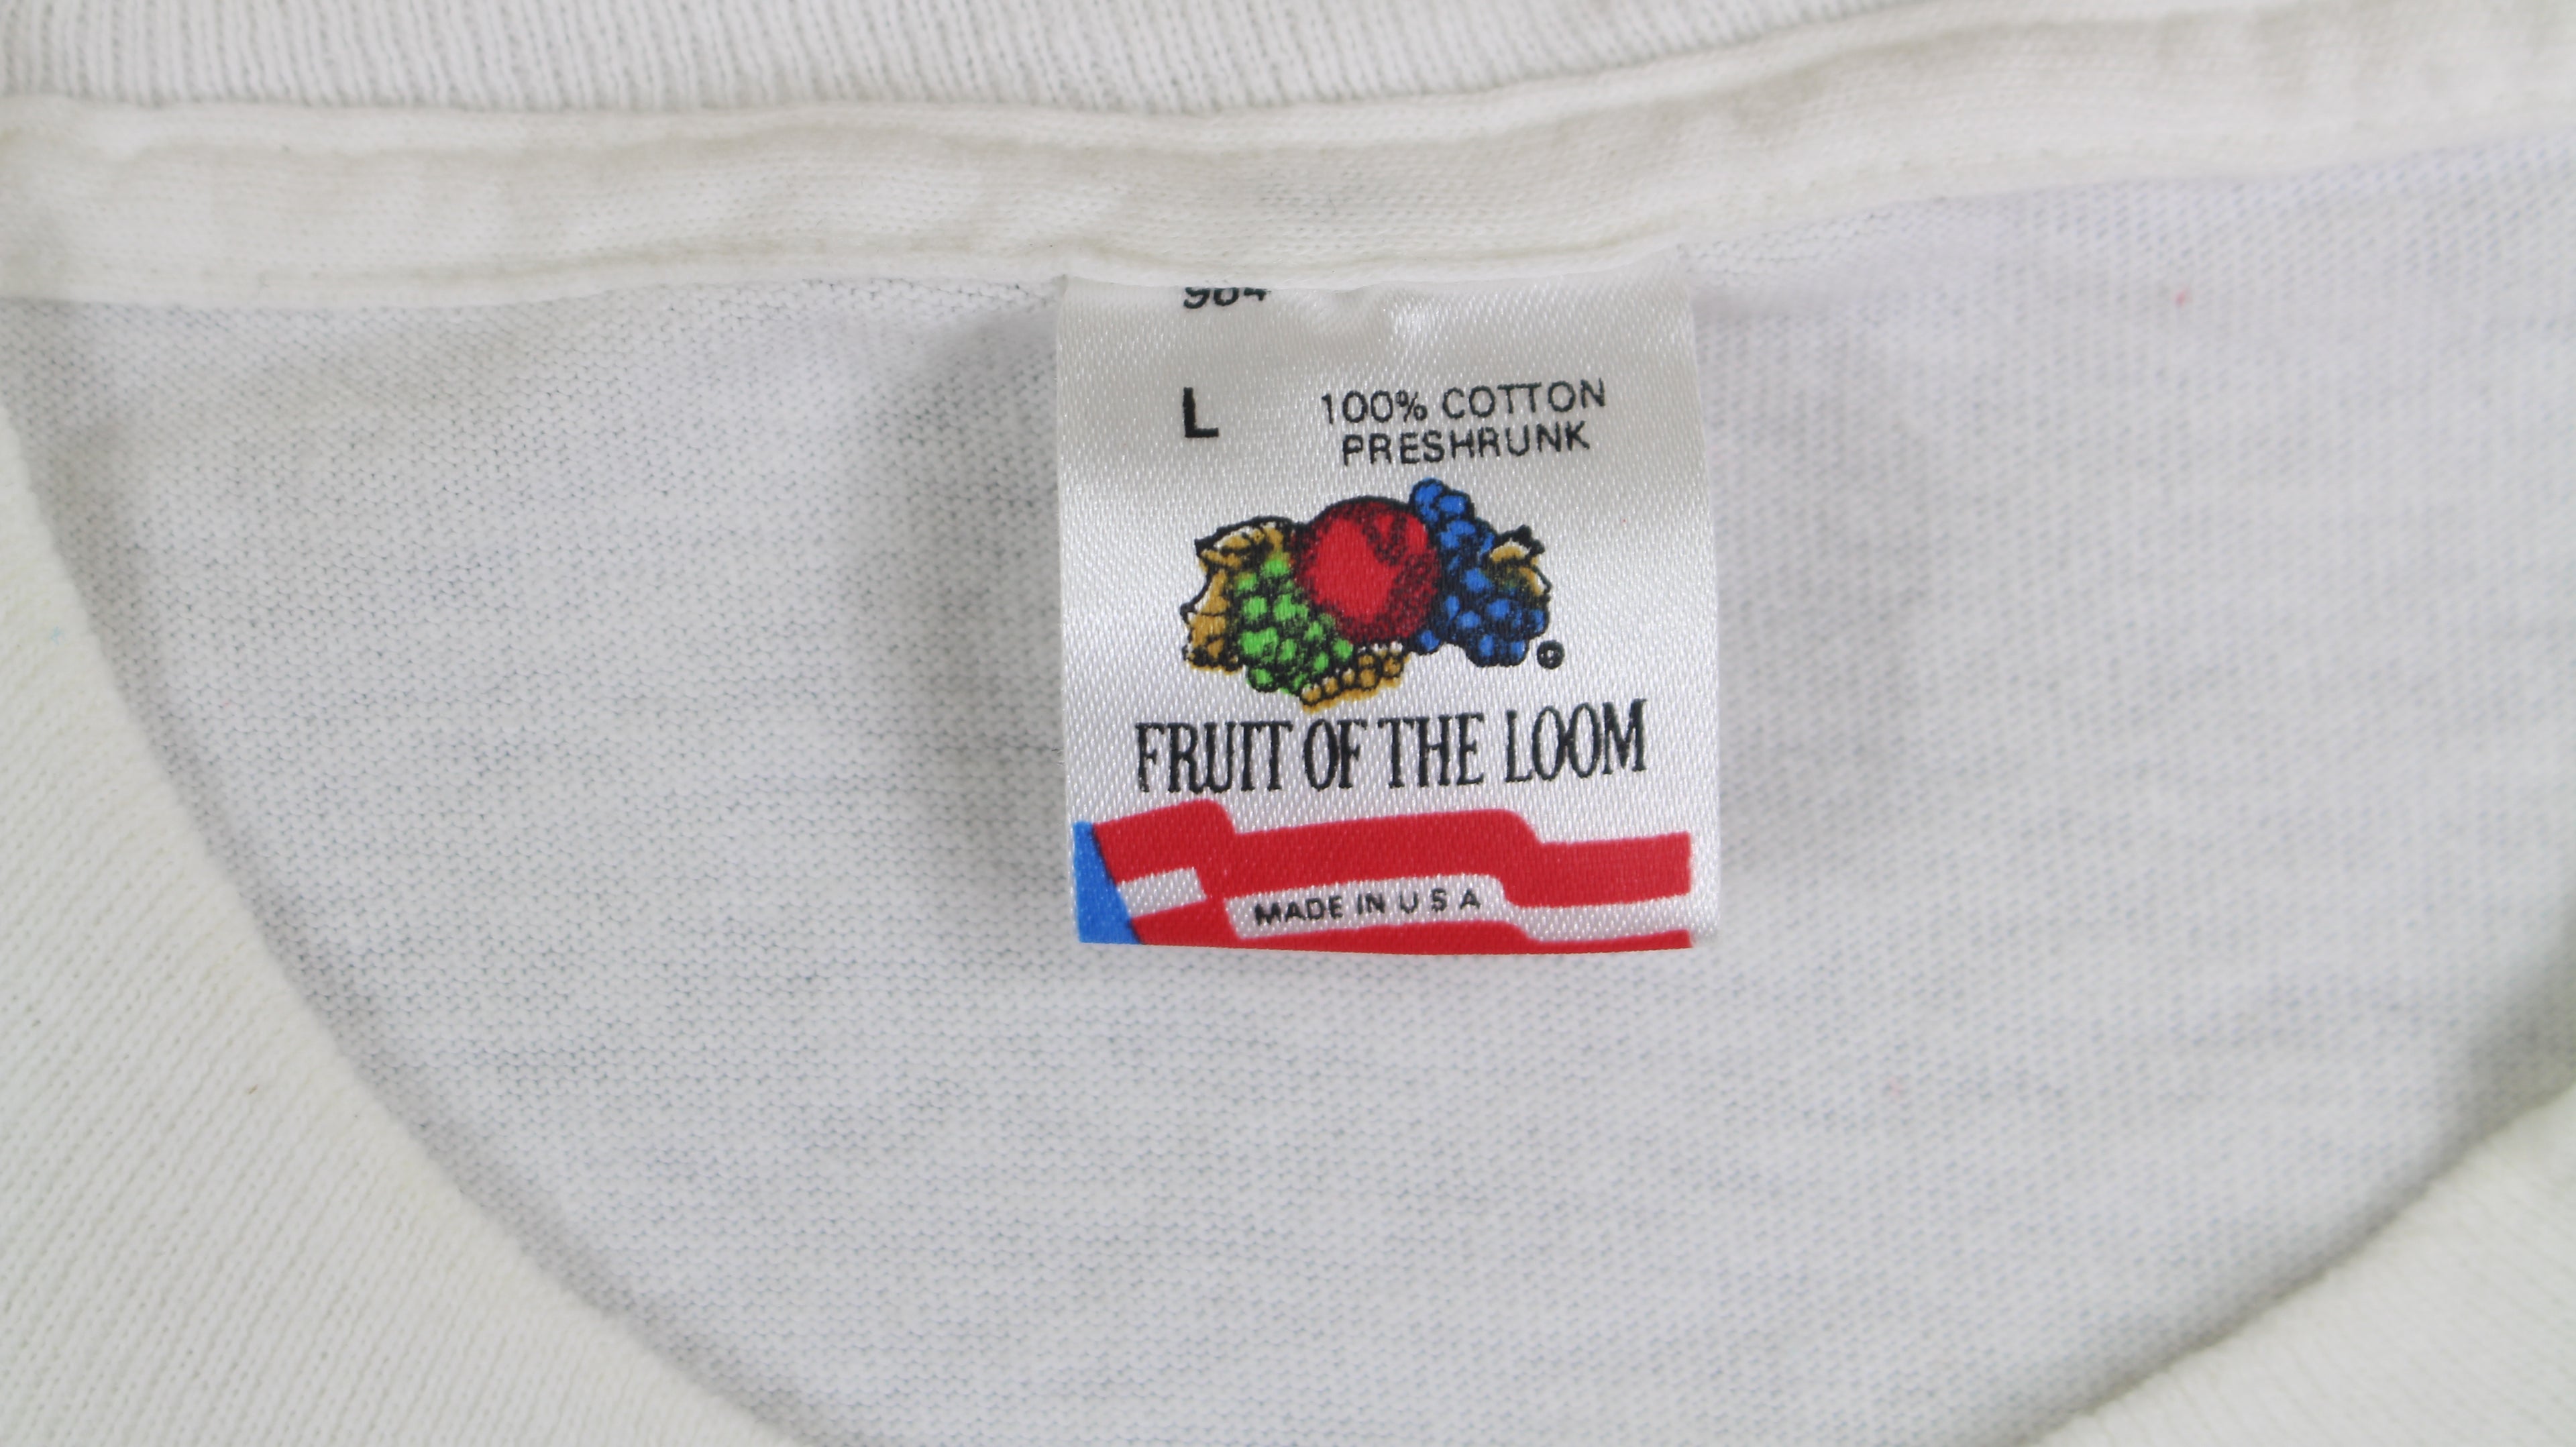 L
100% COTTON
PRESHRUNK
FRUIT OF THE LOOM
MADE IN U S A